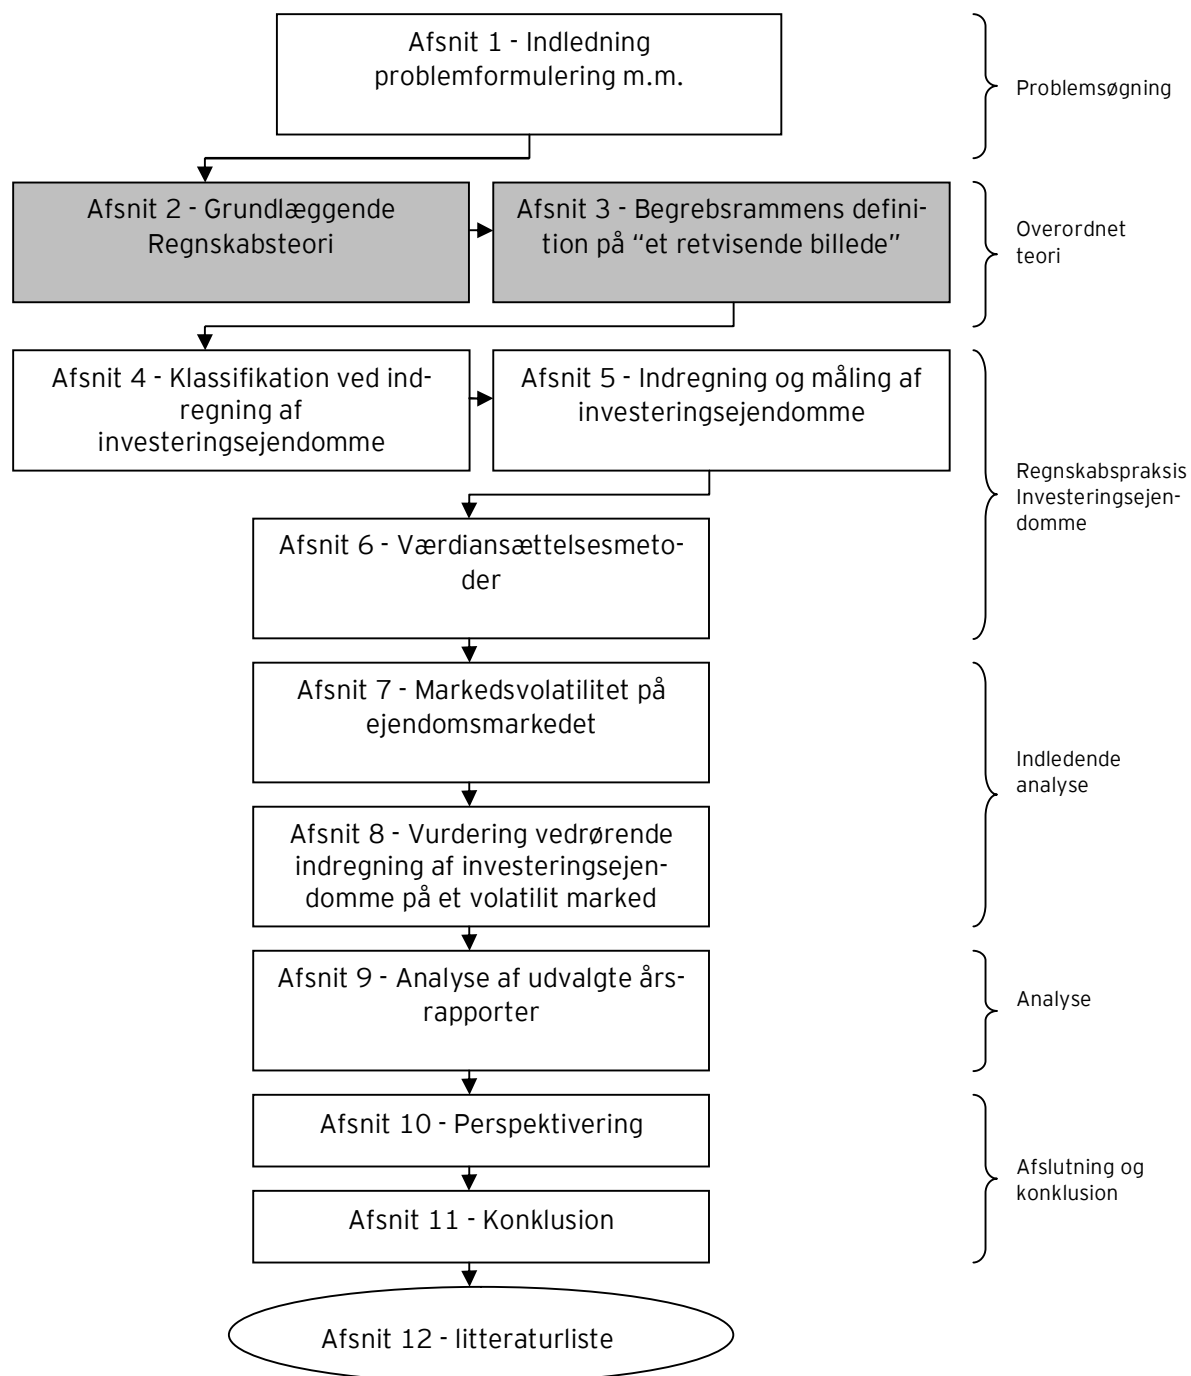 Afsnit 1 - Indledning
problemformulering m.m.
Problemsøgning
Afsnit 2 - Grundlæggende
Regnskabsteori
Afsnit 3 - Begrebsrammens defini-
tion på “et retvisende billede”
Overordnet
teori
Afsnit 4 - Klassifikation ved ind-
regning af
investeringsejendomme
Afsnit 5 - Indregning og måling af
investeringsejendomme
Regnskabspraksis
Investeringsejen-
domme
Afsnit 6 - Værdiansættelsesmeto-
der
Afsnit 7 - Markedsvolatilitet på
ejendomsmarkedet
Indledende
analyse
Afsnit 8 - Vurdering vedrørende
indregning af investeringsejen-
domme på et volatilit marked
Afsnit 9 - Analyse af udvalgte års-
rapporter
Analyse
Afsnit 10 - Perspektivering
Afslutning og
konklusion
Afsnit 11 - Konklusion
Afsnit 12 - litteraturliste